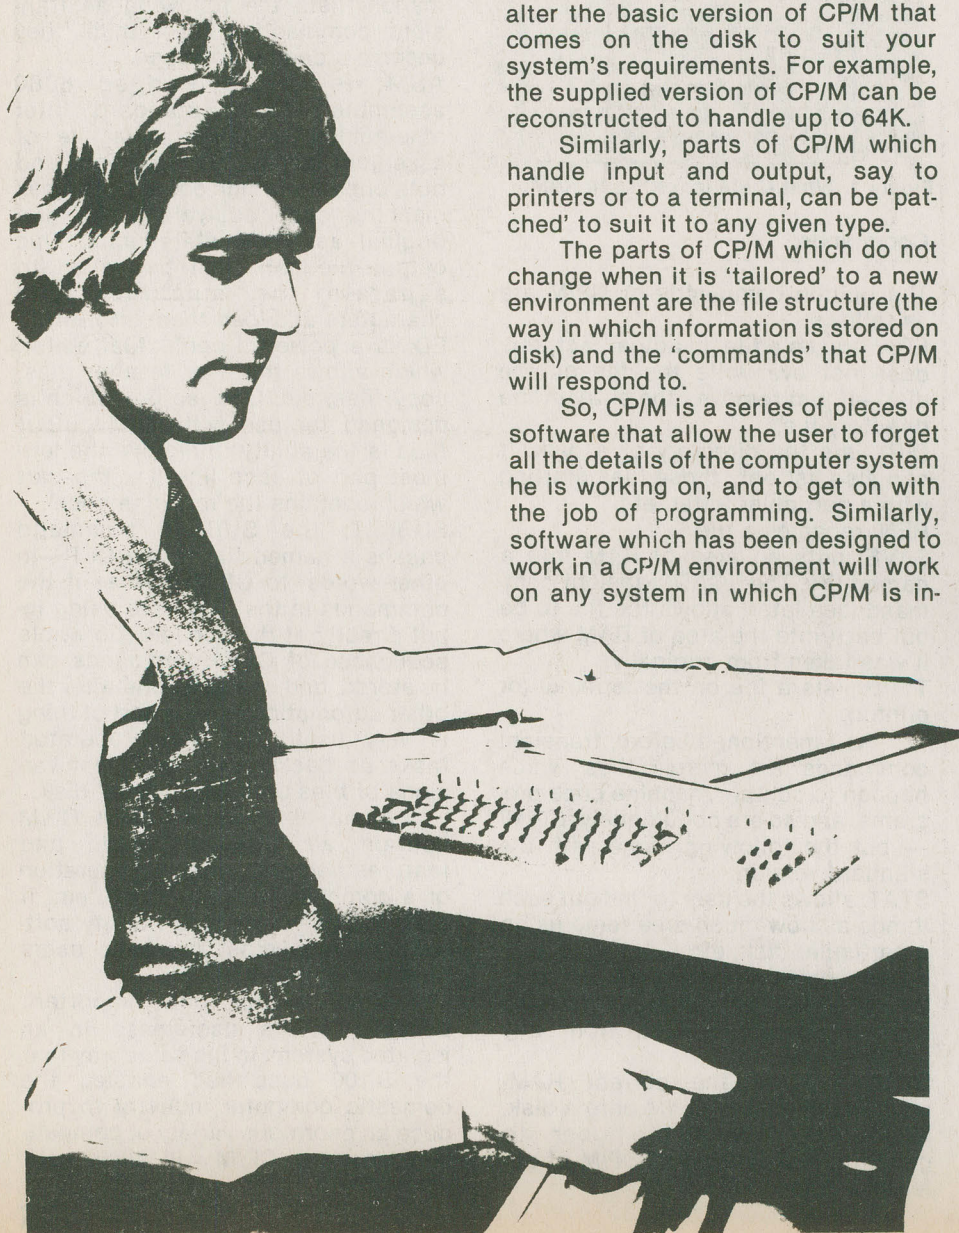 alter the basic version of CP/M that
comes on the disk to suit your
system's requirements. For example,
the supplied version of CP/M can be
reconstructed to handle up to 64K.
Similarly, parts of CP/M which
handle input and output, say to
printers or to a terminal, can be 'pat-
ched' to suit it to any given type.
The parts of CP/M which do not
change when it is 'tailored' to a new
environment are the file structure (the
way in which information is stored on
disk) and the 'commands' that CP/M
will respond to.
So, CP/M is a series of pieces of
software that allow the user to forget
all the details of the computer system
he is working on, and to get on with
the job of programming. Similarly,
software which has been designed to
work in a CP/M environment will work
on any system in which CP/M is in-